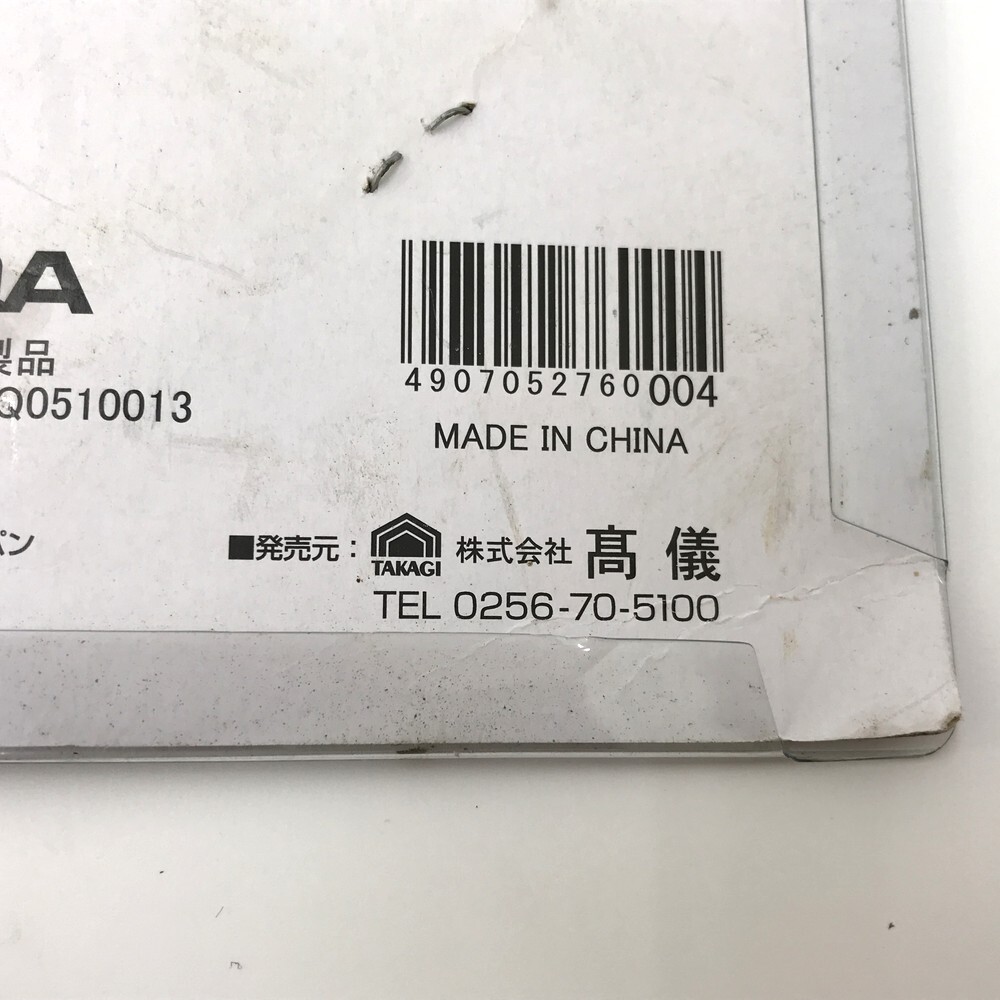 製品
Q0510013
4907052760004
MADE IN CHINA
パン
■発売元：TAKAGI 株式会社 髙儀
TEL 0256-70-5100